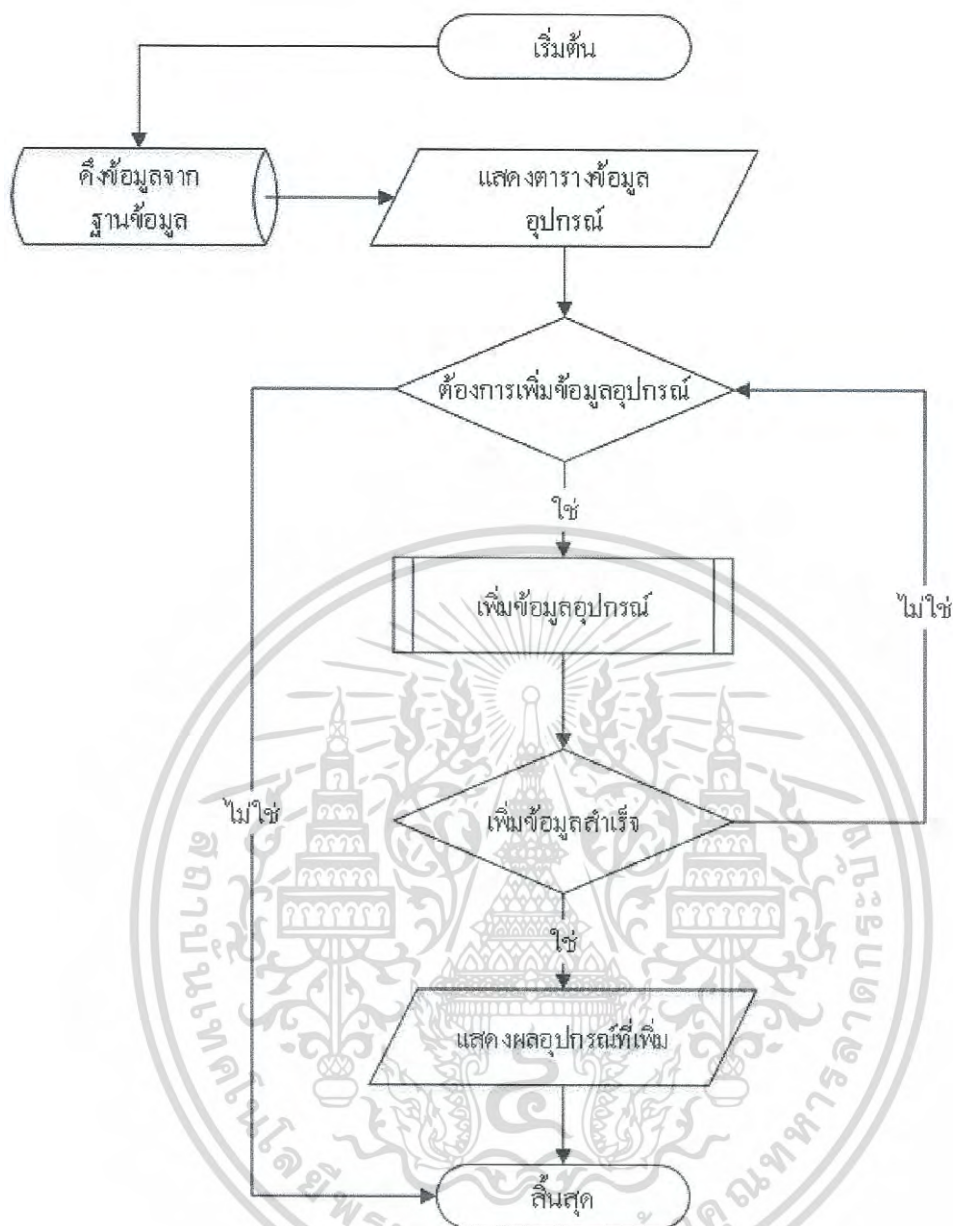 เริ่มต้น
ดึงข้อมูลจาก
ฐานข้อมูล
แสดงตารางข้อมูล
อุปกรณ์
ต้องการเพิ่มข้อมูลอุปกรณ์
ใช่
เพิ่มข้อมูลอุปกรณ์
ไม่ใช่
ไม่ใช่
เพิ่มข้อมูลสำเร็จ
ใช่
แสดงผลอุปกรณ์ที่เพิ่ม
สิ้นสุด